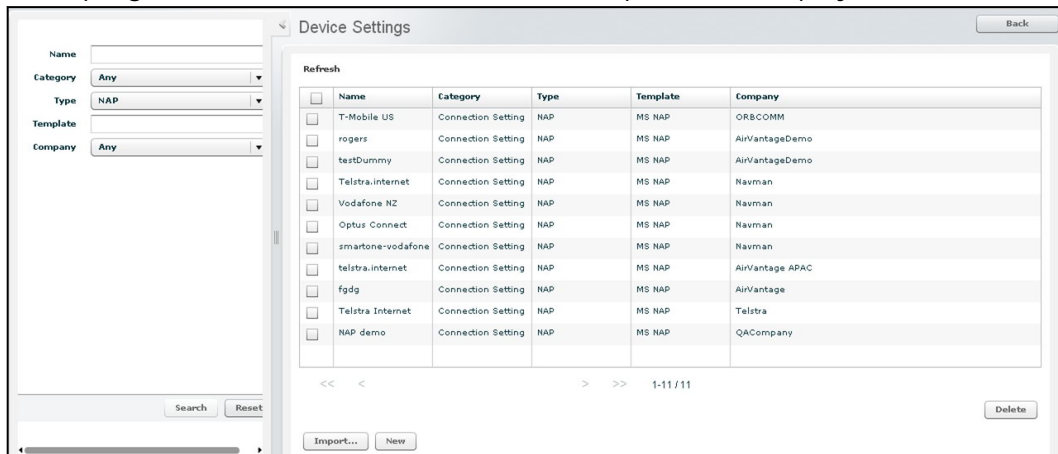 Device Settings
Back
Name
Category Any
Type NAP
Template
Company Any
Search Reset
Refresh
Name Category Type Template Company
T-Mobile US Connection Setting NAP MS NAP ORBCOMM
rogers Connection Setting NAP MS NAP AirVantageDemo
testDummy Connection Setting NAP MS NAP AirVantageDemo
Telstra.internet Connection Setting NAP MS NAP Navman
Vodafone NZ Connection Setting NAP MS NAP Navman
Optus Connect Connection Setting NAP MS NAP Navman
smartone-vodafone Connection Setting NAP MS NAP Navman
telstra.internet Connection Setting NAP MS NAP AirVantage APAC
fgdg Connection Setting NAP MS NAP AirVantage
Telstra Internet Connection Setting NAP MS NAP Telstra
NAP demo Connection Setting NAP MS NAP QACompany
<< < > >> 1-11 / 11
Delete
Import... New